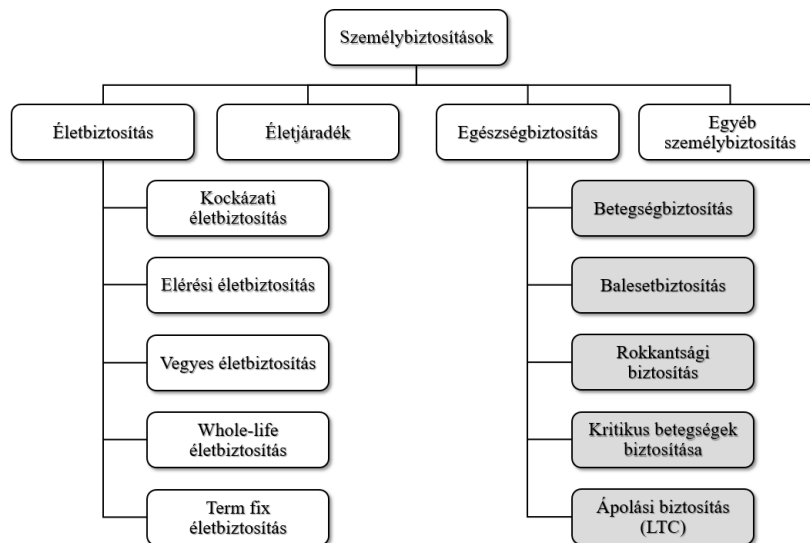 Személybiztosítások
Életbiztosítás
Életjáradék
Egészségbiztosítás
Egyéb
személybiztosítás
Kockázati
életbiztosítás
Elérési életbiztosítás
Vegyes életbiztosítás
Whole-life
életbiztosítás
Term fix
életbiztosítás
Betegségbiztosítás
Balesetbiztosítás
Rokkantsági
biztosítás
Kritikus betegségek
biztosítása
Ápolási biztosítás
(LTC)